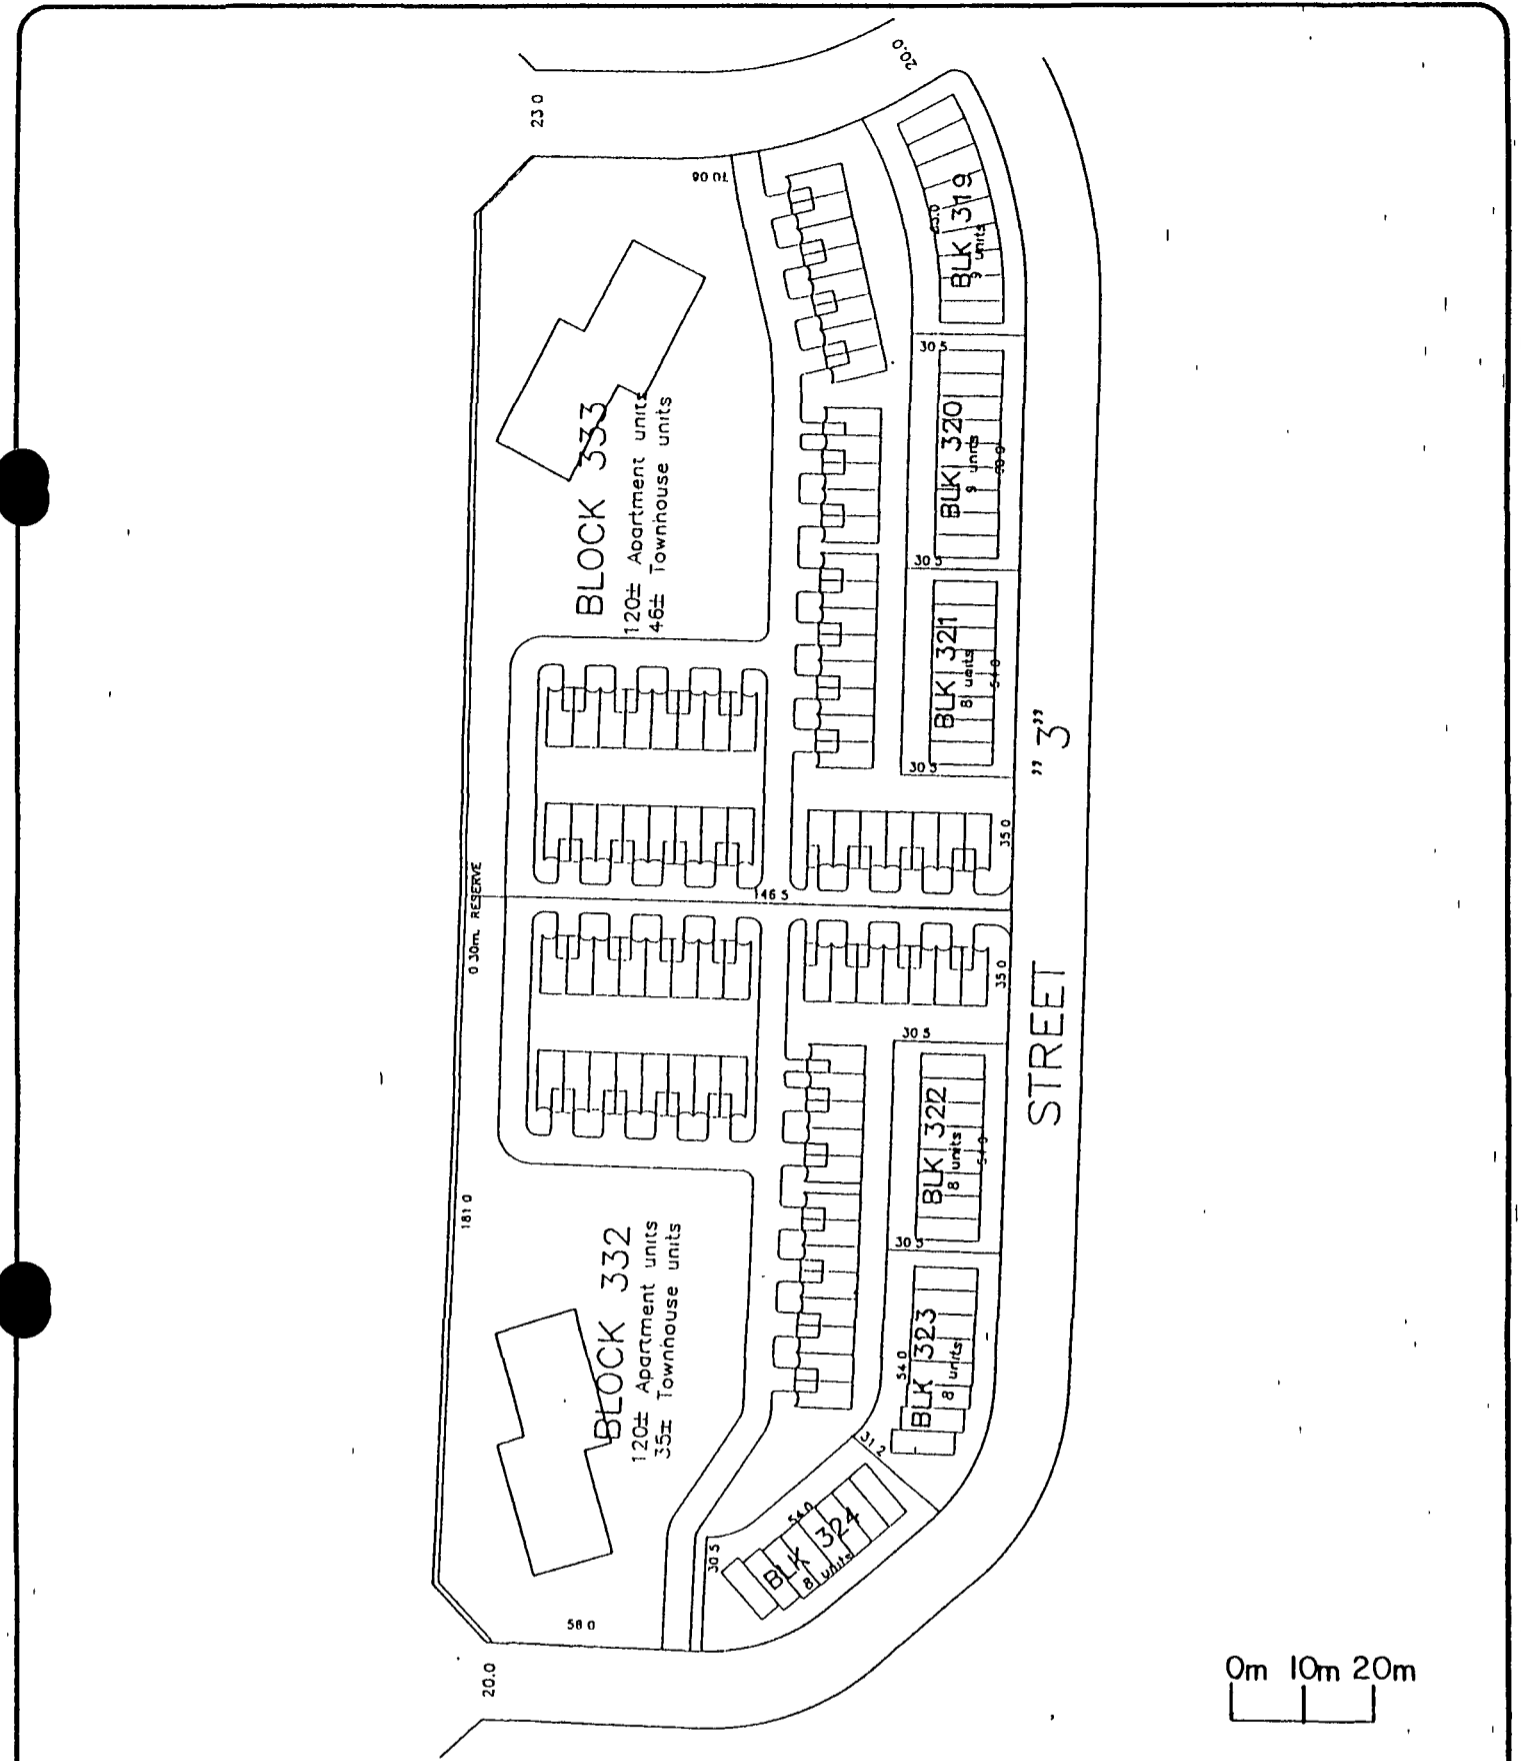 20.0
23 0
BLK 319
9 units
BLOCK 333
120± Apartment units
46± Townhouse units
30 5
BLK 320
9 units
30 5
BLK 321
8 units
54.0
30 5
STREET "3"
35 0
146 5
0 30m. RESERVE
35 0
30 5
BLK 322
8 units
54.0
30 5
181 0
BLOCK 332
120± Apartment units
35± Townhouse units
BLK 323
8 units
54 0
31.2
BLK 324
8 units
54.0
30 5
58 0
20.0
0m 10m 20m